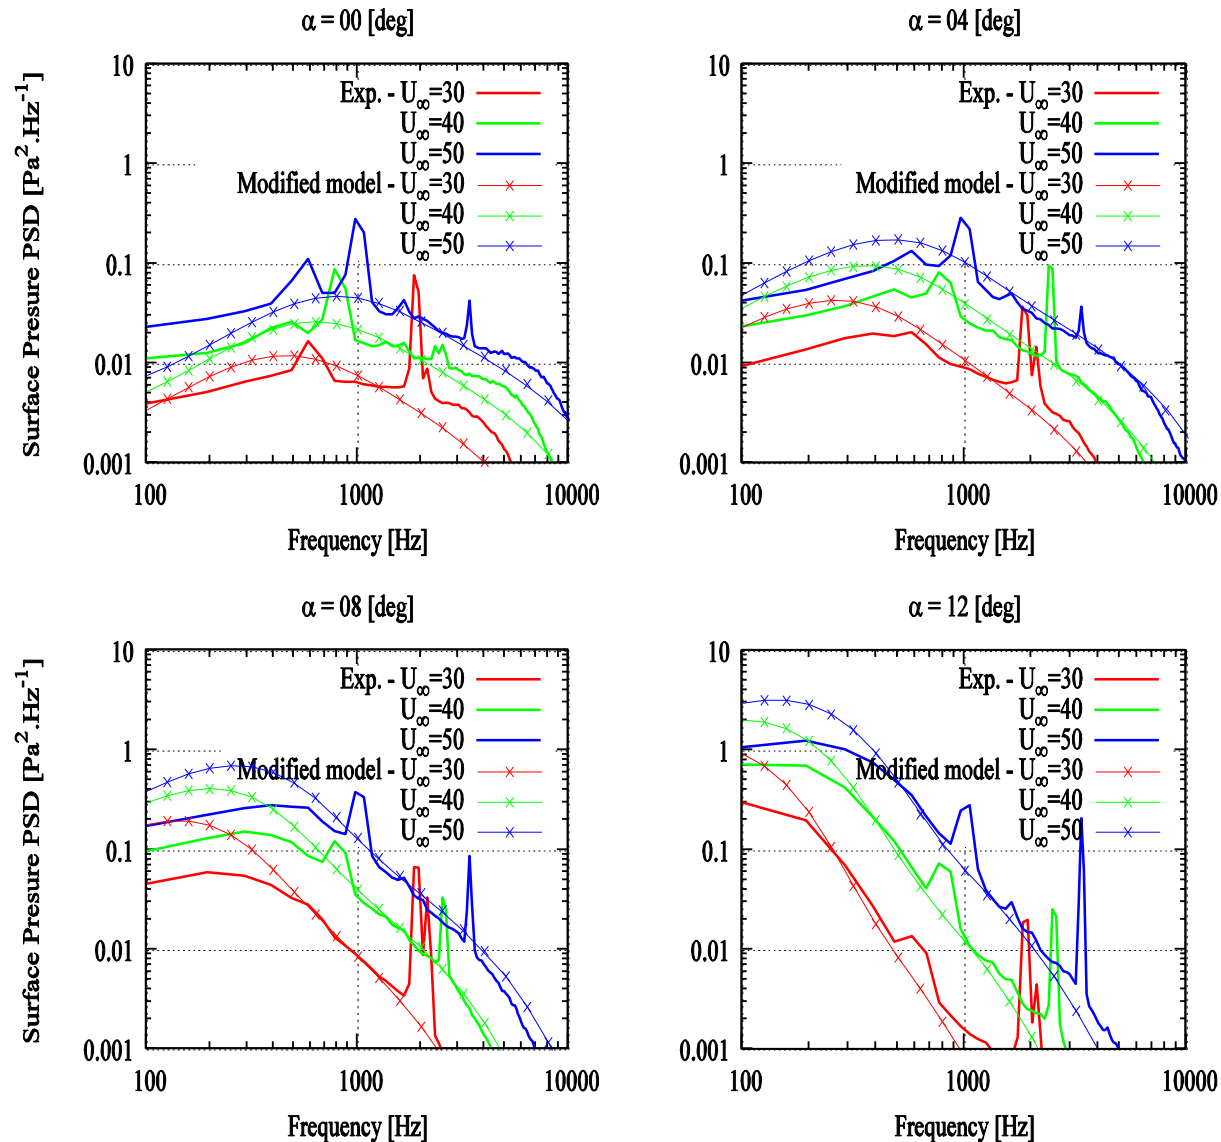 α = 00 [deg]
Surface Presure PSD [Pa².Hz⁻¹]
10
1
0.1
0.01
0.001
Exp. - U∞=30
U∞=40
U∞=50
Modified model - U∞=30
U∞=40
U∞=50
100
1000
10000
Frequency [Hz]
α = 04 [deg]
10
1
0.1
0.01
0.001
Exp. - U∞=30
U∞=40
U∞=50
Modified model - U∞=30
U∞=40
U∞=50
100
1000
10000
Frequency [Hz]
α = 08 [deg]
Surface Presure PSD [Pa².Hz⁻¹]
10
1
0.1
0.01
0.001
Exp. - U∞=30
U∞=40
U∞=50
Modified model - U∞=30
U∞=40
U∞=50
100
1000
10000
Frequency [Hz]
α = 12 [deg]
10
1
0.1
0.01
0.001
Exp. - U∞=30
U∞=40
U∞=50
Modified model - U∞=30
U∞=40
U∞=50
100
1000
10000
Frequency [Hz]